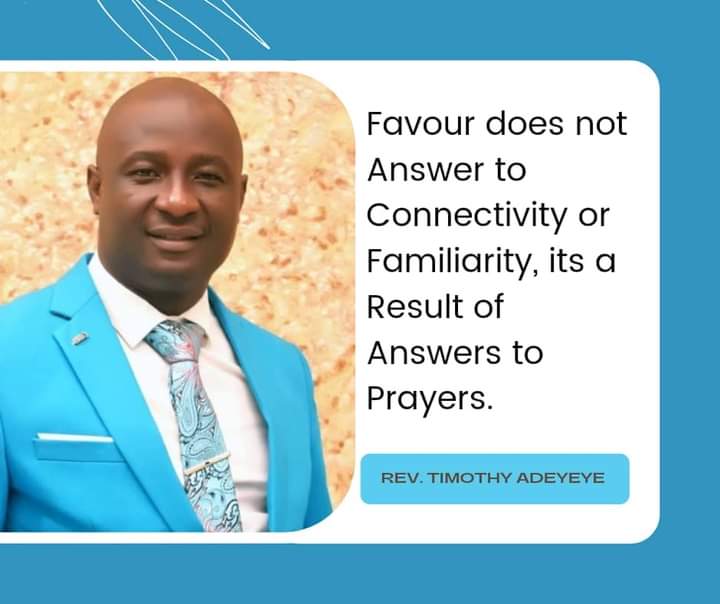 Favour does not
Answer to
Connectivity or
Familiarity, its a
Result of
Answers to
Prayers.
REV. TIMOTHY ADEYEYE